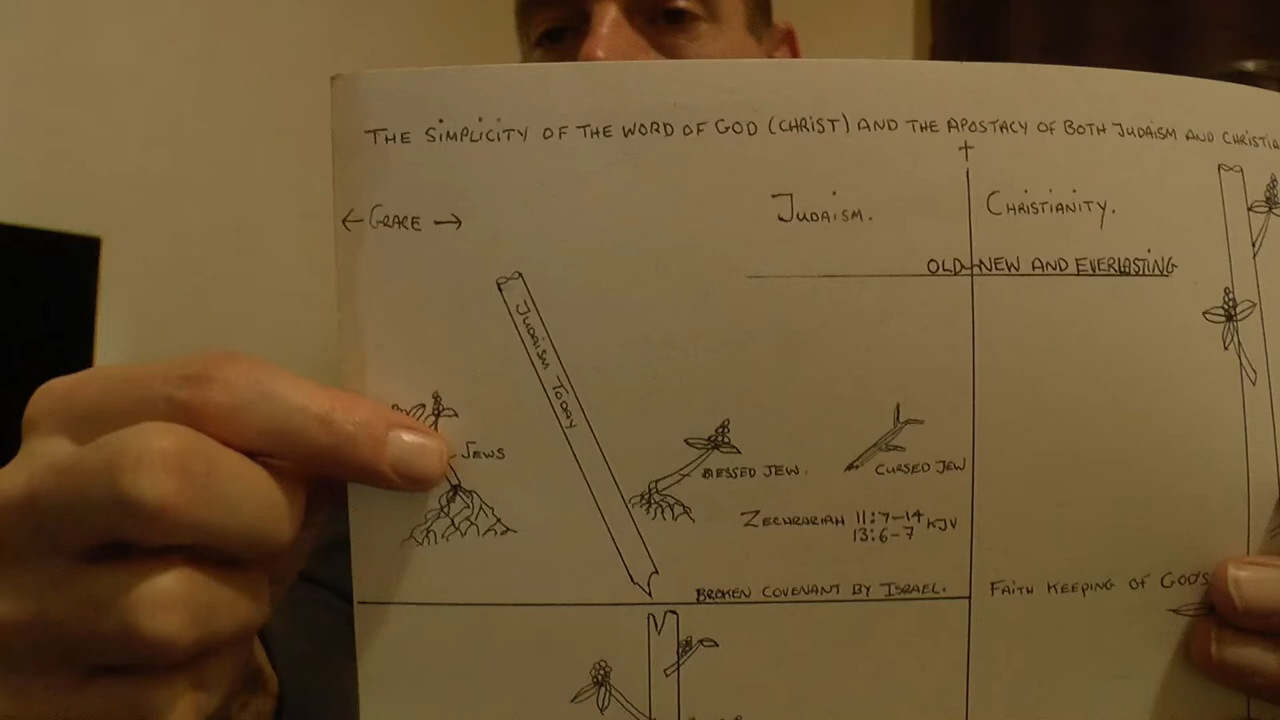 THE SIMPLICITY OF THE WORD OF GOD (CHRIST) AND THE APOSTACY OF BOTH JUDAISM AND
← GRACE →
JUDAISM.
CHRISTIANITY.
OLD NEW AND EVERLASTING
JUDAISM TODAY
JEWS
BLESSED JEW.
CURSED JEW
ZECHRARIAH 11:7-14 KJV
13:6-7
BROKEN COVENANT BY ISRAEL.
FAITH KEEPING OF GOD'S